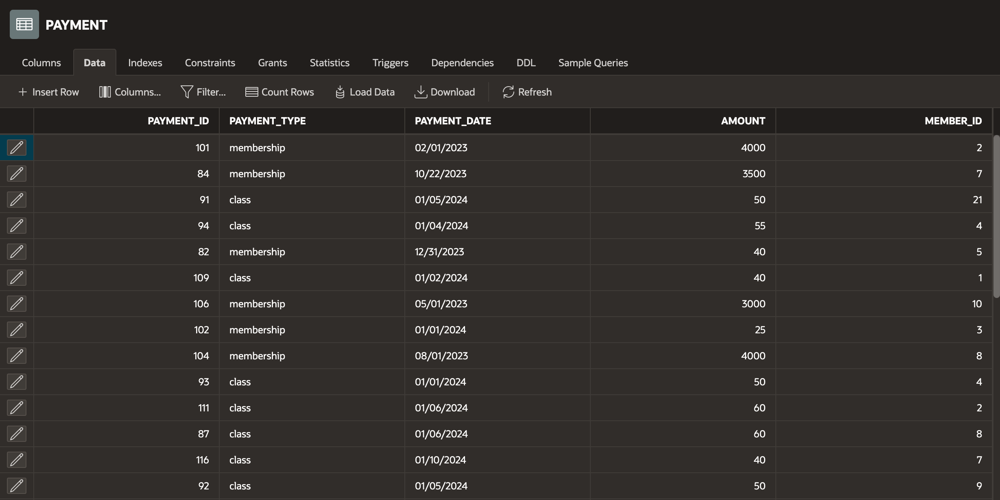 PAYMENT
Columns Data Indexes Constraints Grants Statistics Triggers Dependencies DDL Sample Queries
Insert Row Columns... Filter... Count Rows Load Data Download Refresh
PAYMENT_ID PAYMENT_TYPE PAYMENT_DATE AMOUNT MEMBER_ID
101 membership 02/01/2023 4000 2
84 membership 10/22/2023 3500 7
91 class 01/05/2024 50 21
94 class 01/04/2024 55 4
82 membership 12/31/2023 40 5
109 class 01/02/2024 40 1
106 membership 05/01/2023 3000 10
102 membership 01/01/2024 25 3
104 membership 08/01/2023 4000 8
93 class 01/01/2024 50 4
111 class 01/06/2024 60 2
87 class 01/06/2024 60 8
116 class 01/10/2024 40 7
92 class 01/05/2024 50 9